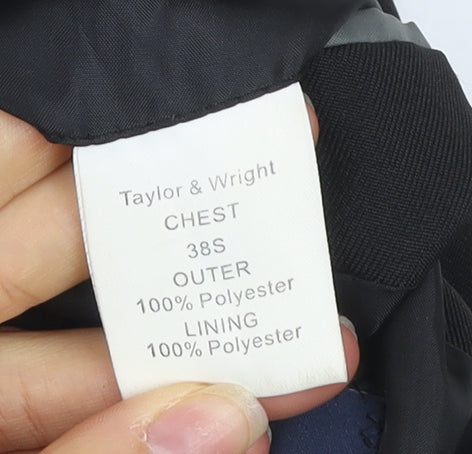 Taylor & Wright
CHEST
38S
OUTER
100% Polyester
LINING
100% Polyester